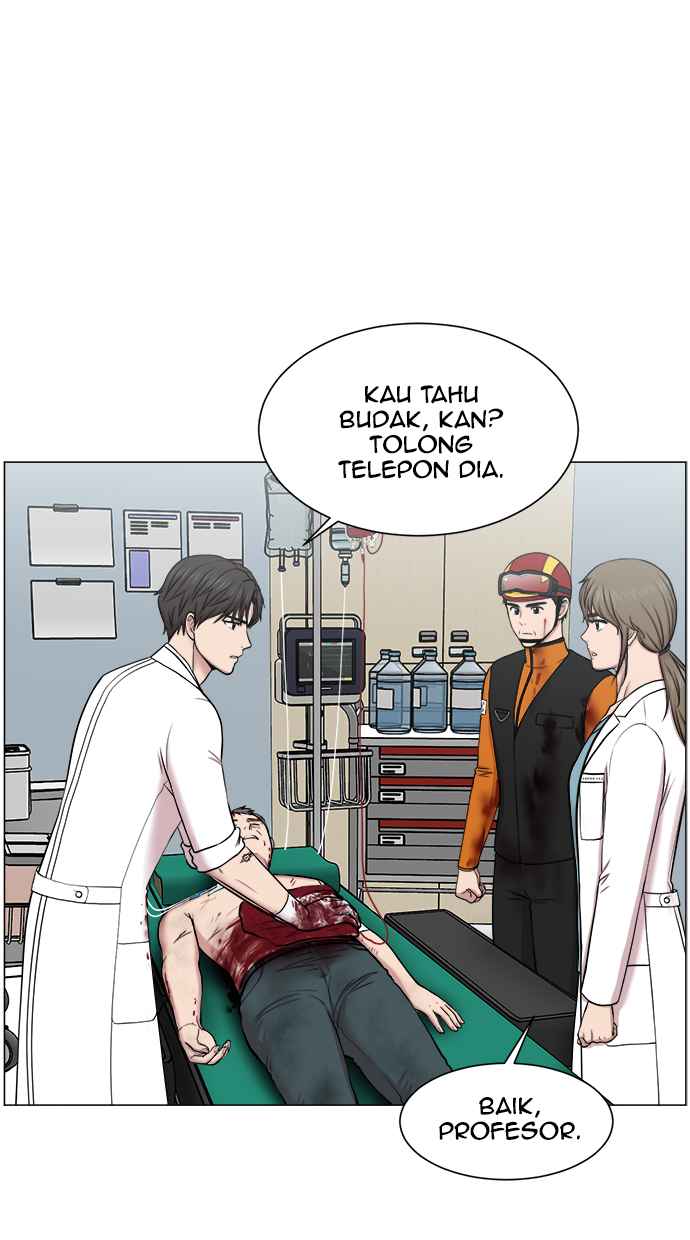 KAU TAHU
BUDAK, KAN?
TOLONG
TELEPON DIA.
BAIK,
PROFESOR.